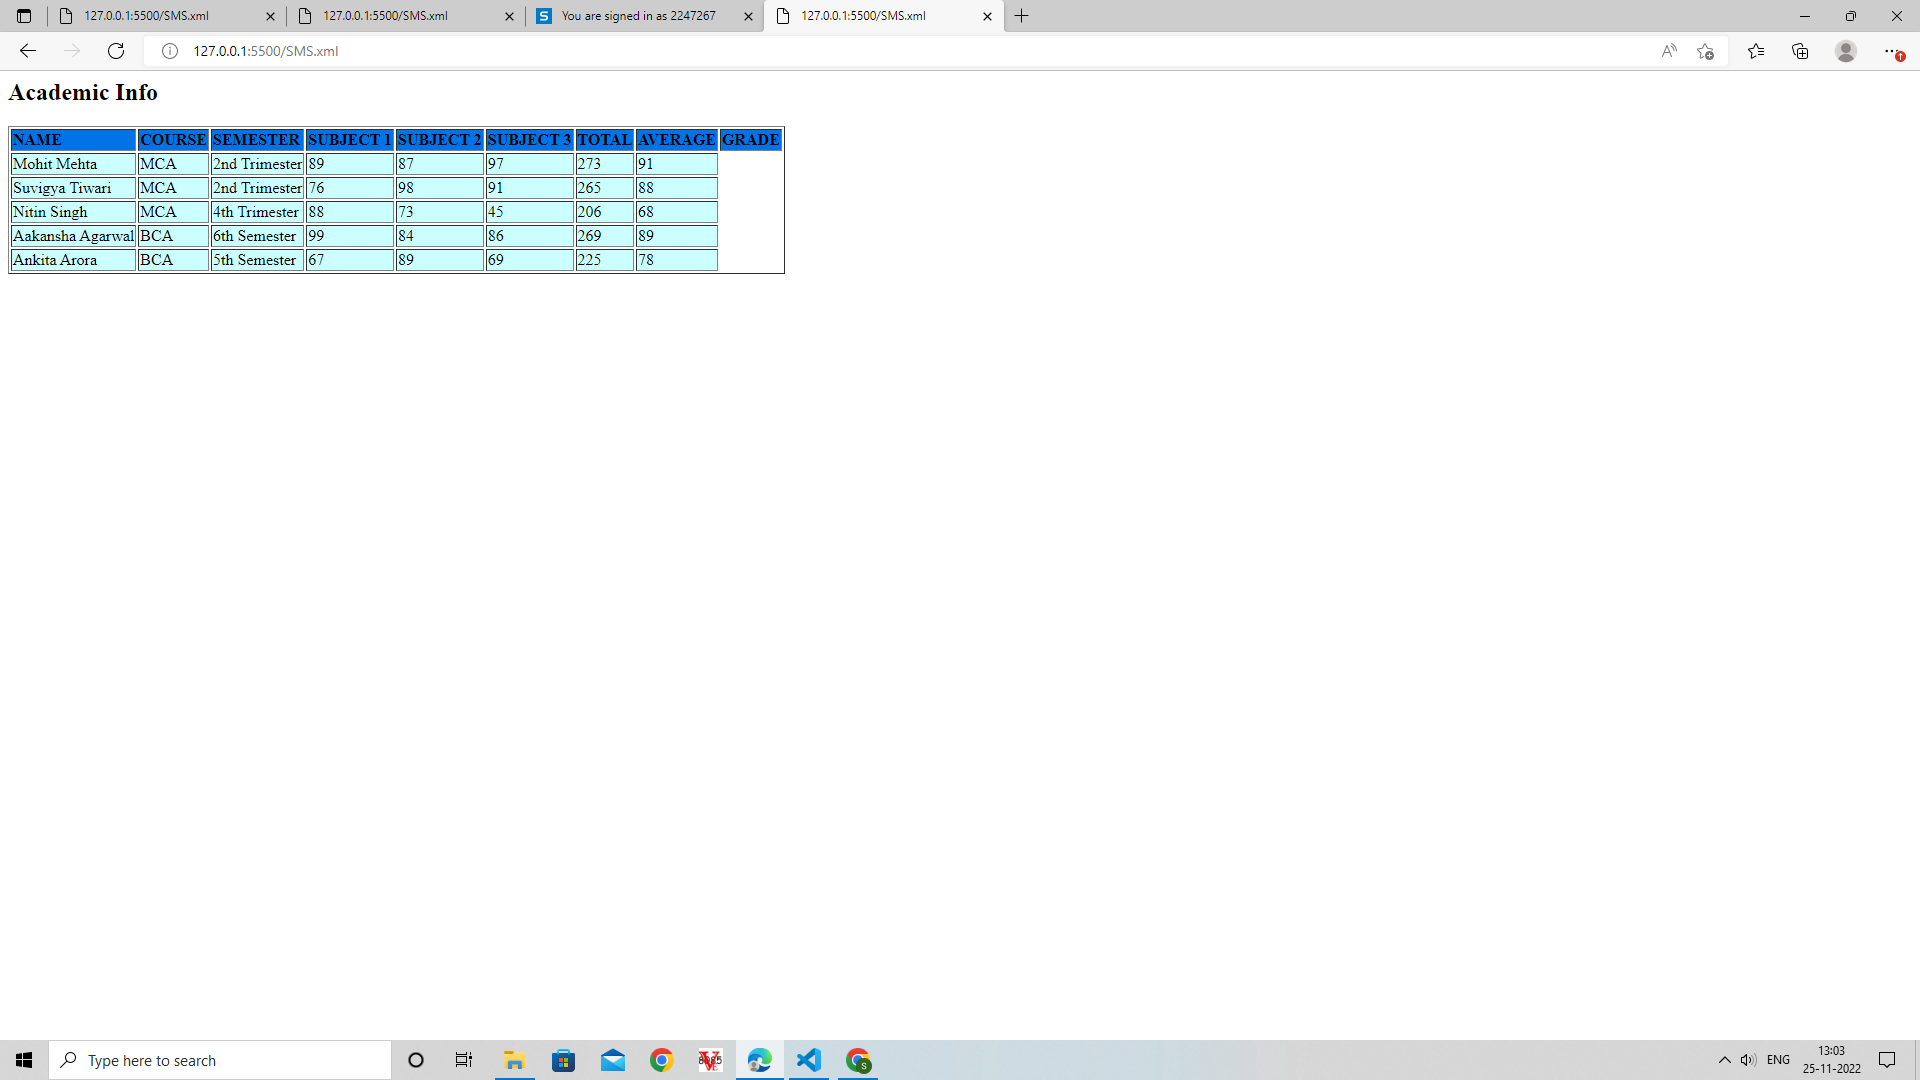 127.0.0.1:5500/SMS.xml
127.0.0.1:5500/SMS.xml
S You are signed in as 2247267
127.0.0.1:5500/SMS.xml
127.0.0.1:5500/SMS.xml
Academic Info
NAME COURSE SEMESTER SUBJECT 1 SUBJECT 2 SUBJECT 3 TOTAL AVERAGE GRADE
Mohit Mehta MCA 2nd Trimester 89 87 97 273 91
Suvigya Tiwari MCA 2nd Trimester 76 98 91 265 88
Nitin Singh MCA 4th Trimester 88 73 45 206 68
Aakansha Agarwal BCA 6th Semester 99 84 86 269 89
Ankita Arora BCA 5th Semester 67 89 69 225 78
Type here to search
8085
S
ENG
13:03
25-11-2022